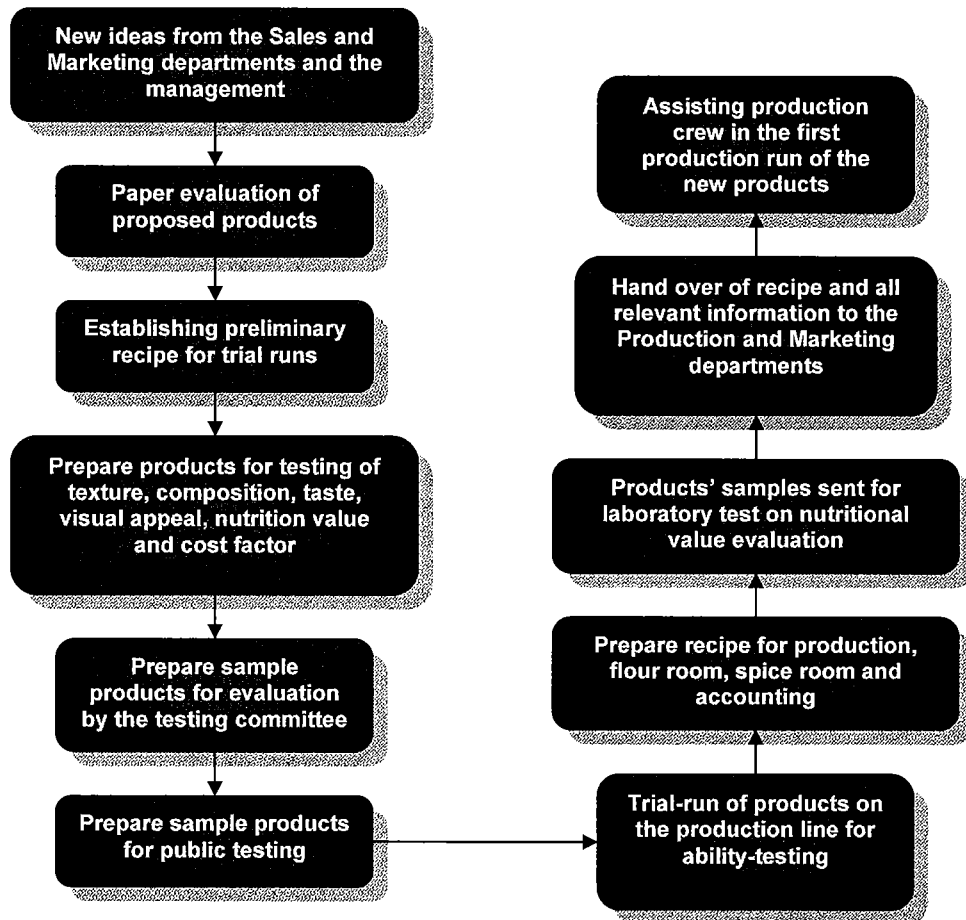 New ideas from the Sales and
Marketing departments and the
management
Paper evaluation of
proposed products
Establishing preliminary
recipe for trial runs
Prepare products for testing of
texture, composition, taste,
visual appeal, nutrition value
and cost factor
Prepare sample
products for evaluation
by the testing committee
Prepare sample products
for public testing
Trial-run of products on
the production line for
ability-testing
Prepare recipe for production,
flour room, spice room and
accounting
Products' samples sent for
laboratory test on nutritional
value evaluation
Hand over of recipe and all
relevant information to the
Production and Marketing
departments
Assisting production
crew in the first
production run of the
new products